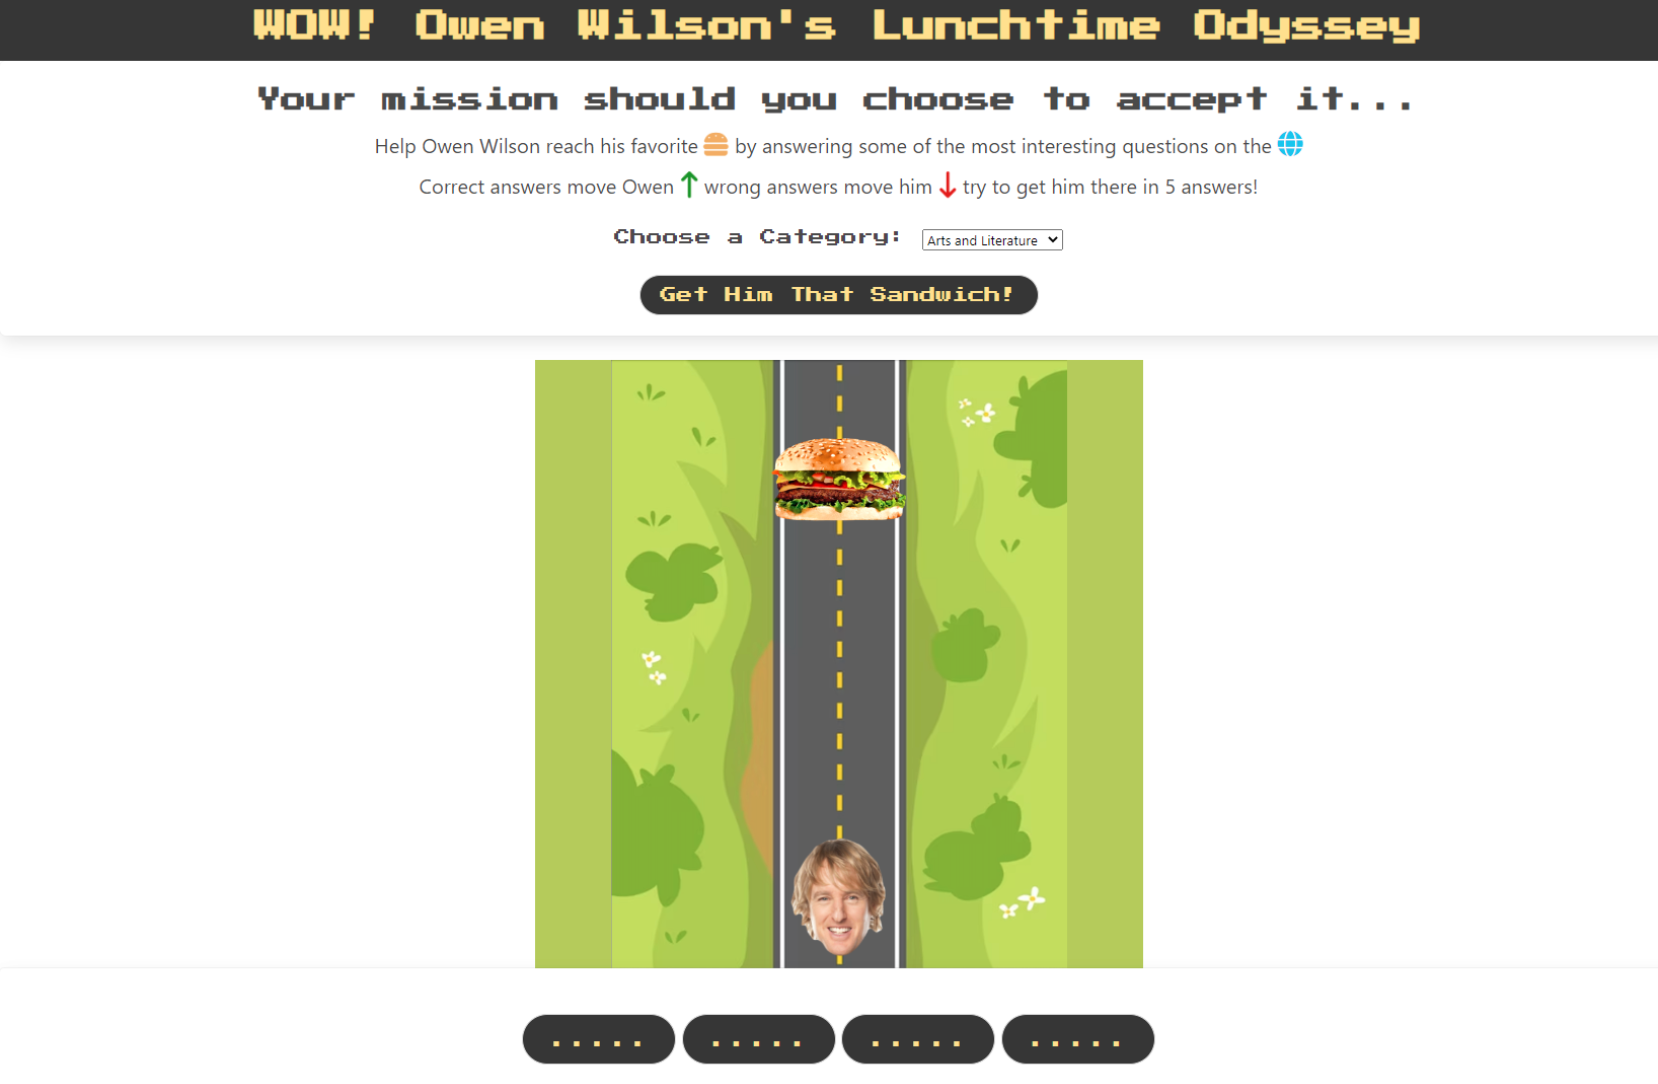 WOW! Owen Wilson's Lunchtime Odyssey
Your mission should you choose to accept it...
Help Owen Wilson reach his favorite by answering some of the most interesting questions on the
Correct answers move Owen wrong answers move him try to get him there in 5 answers!
Choose a Category: Arts and Literature
Get Him That Sandwich!
..... ..... ..... .....